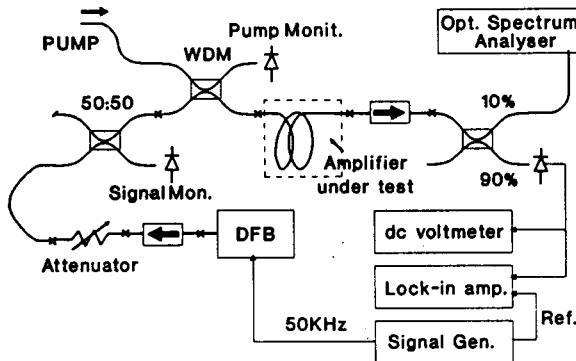 Pump Monit.
Opt. Spectrum
Analyser
PUMP
WDM
50:50
10%
Amplifier
under test
90%
Signal Mon.
DFB
dc voltmeter
Attenuator
Lock-in amp.
50KHz
Ref.
Signal Gen.